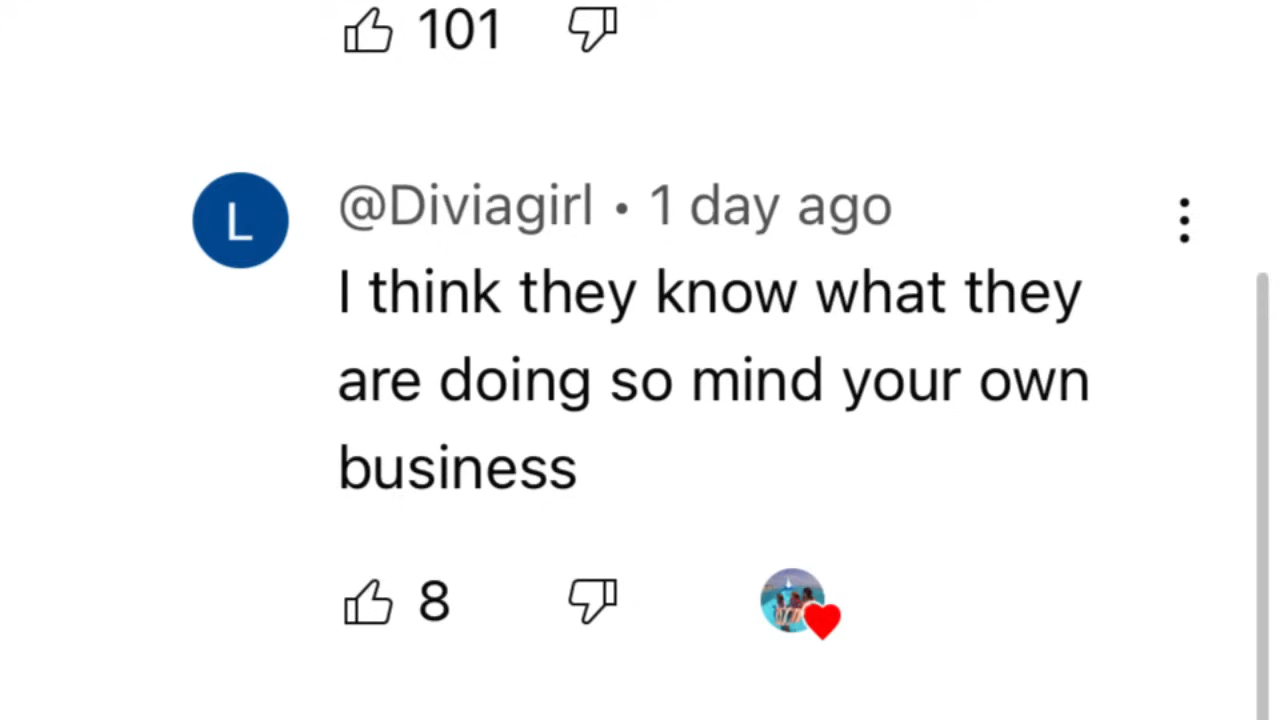 101
L
@Diviagirl • 1 day ago
I think they know what they
are doing so mind your own
business
8